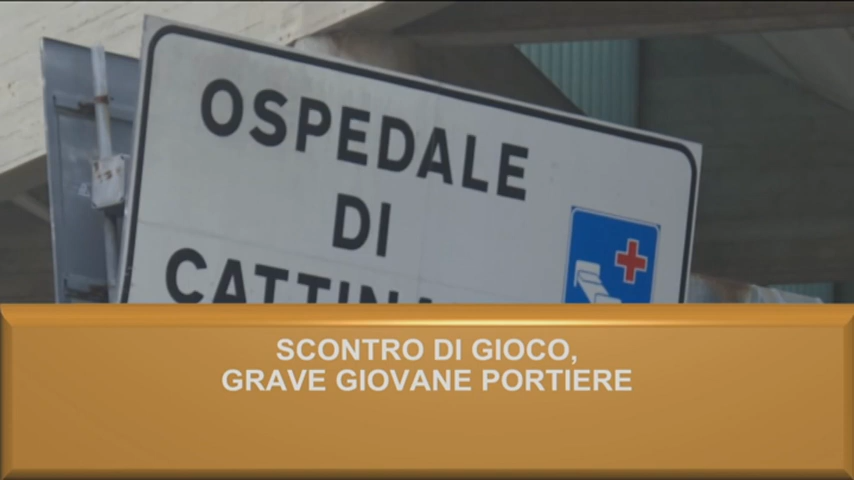 OSPEDALE
DI
SCONTRO DI GIOCO,
GRAVE GIOVANE PORTIERE